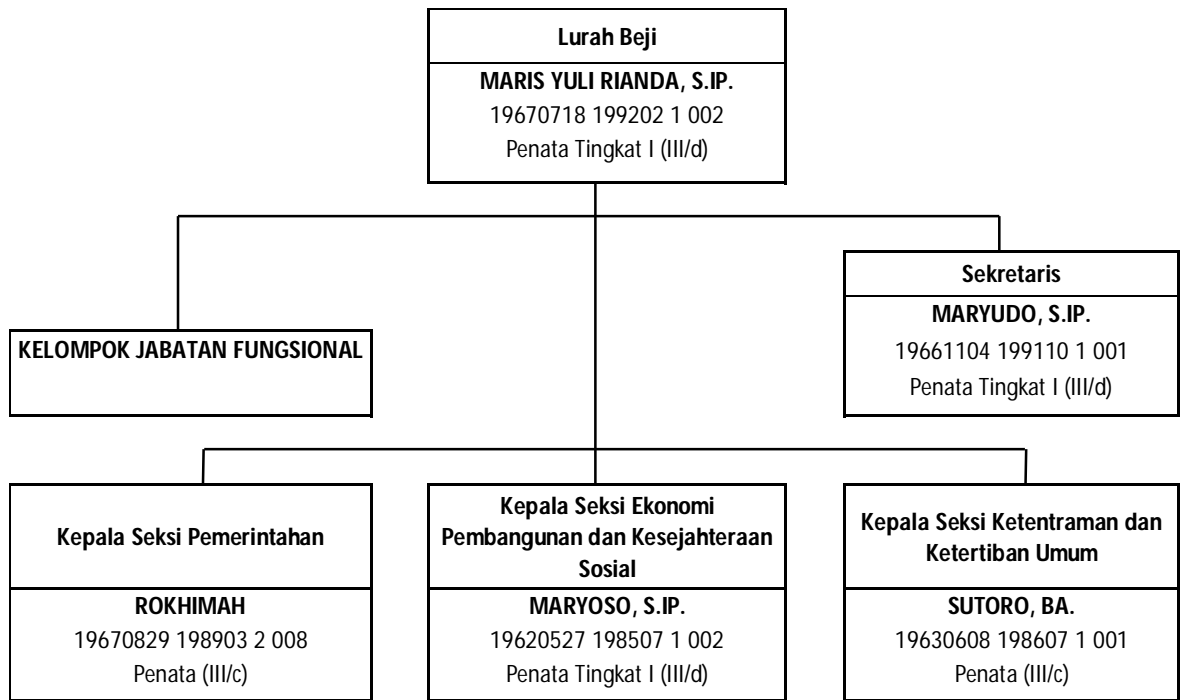 Lurah Beji
MARIS YULI RIANDA, S.IP.
19670718 199202 1 002
Penata Tingkat I (III/d)
Sekretaris
MARYUDO, S.IP.
19661104 199110 1 001
Penata Tingkat I (III/d)
KELOMPOK JABATAN FUNGSIONAL
Kepala Seksi Pemerintahan
ROKHIMAH
19670829 198903 2 008
Penata (III/c)
Kepala Seksi Ekonomi
Pembangunan dan Kesejahteraan
Sosial
MARYOSO, S.IP.
19620527 198507 1 002
Penata Tingkat I (III/d)
Kepala Seksi Ketentraman dan
Ketertiban Umum
SUTORO, BA.
19630608 198607 1 001
Penata (III/c)